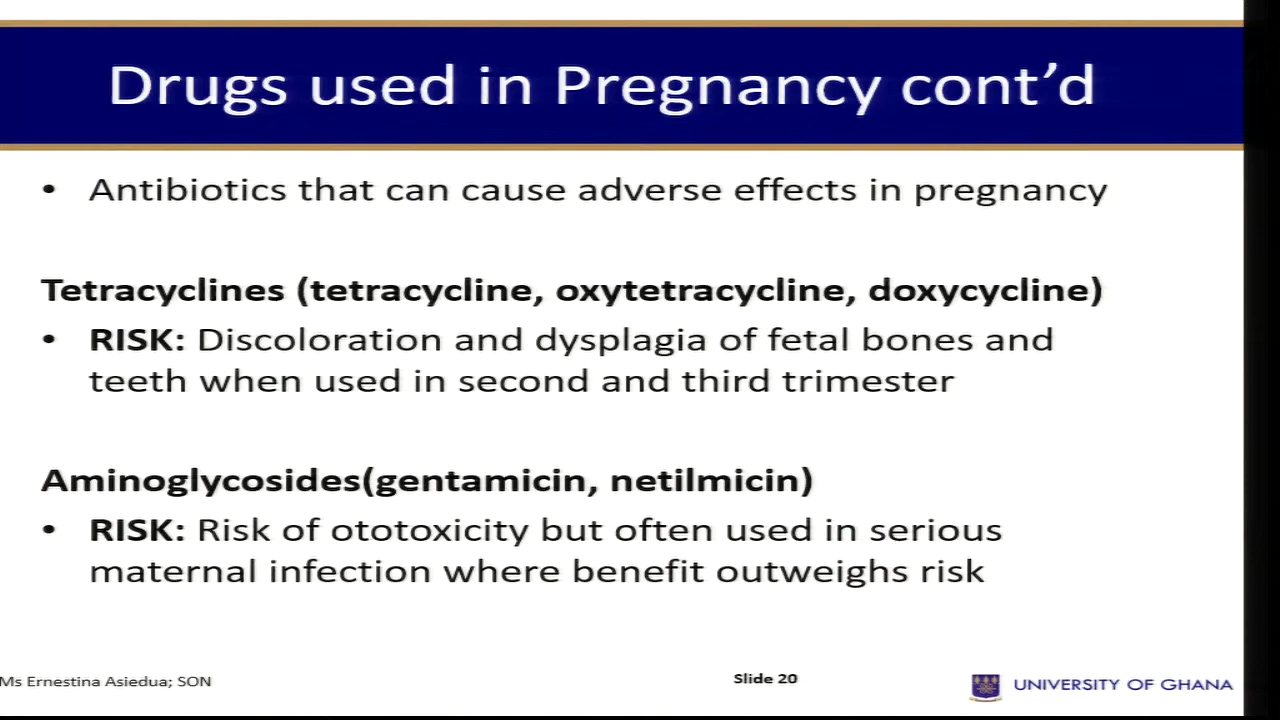 Drugs used in Pregnancy cont’d
• Antibiotics that can cause adverse effects in pregnancy
Tetracyclines (tetracycline, oxytetracycline, doxycycline)
• RISK: Discoloration and dysplagia of fetal bones and
teeth when used in second and third trimester
Aminoglycosides(gentamicin, netilmicin)
• RISK: Risk of ototoxicity but often used in serious
maternal infection where benefit outweighs risk
Ms Ernestina Asiedua; SON
Slide 20
UNIVERSITY OF GHANA